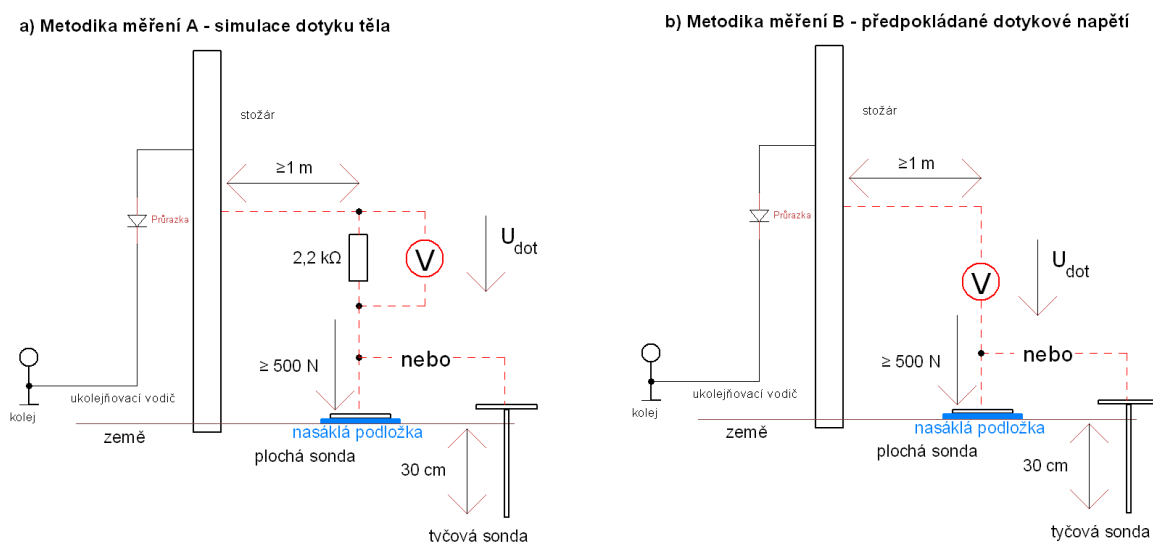 a) Metodika měření A - simulace dotyku těla
stožár
≥1 m
Průrazka
2,2 kΩ
V
U dot
≥ 500 N
nebo
ukolejňovací vodič
kolej
země
nasáklá podložka
plochá sonda
30 cm
tyčová sonda
b) Metodika měření B - přědpokládané dotykové napětí
stožár
≥1 m
Průrazka
V
U dot
≥ 500 N
nebo
ukolejňovací vodič
kolej
země
nasáklá podložka
plochá sonda
30 cm
tyčová sonda